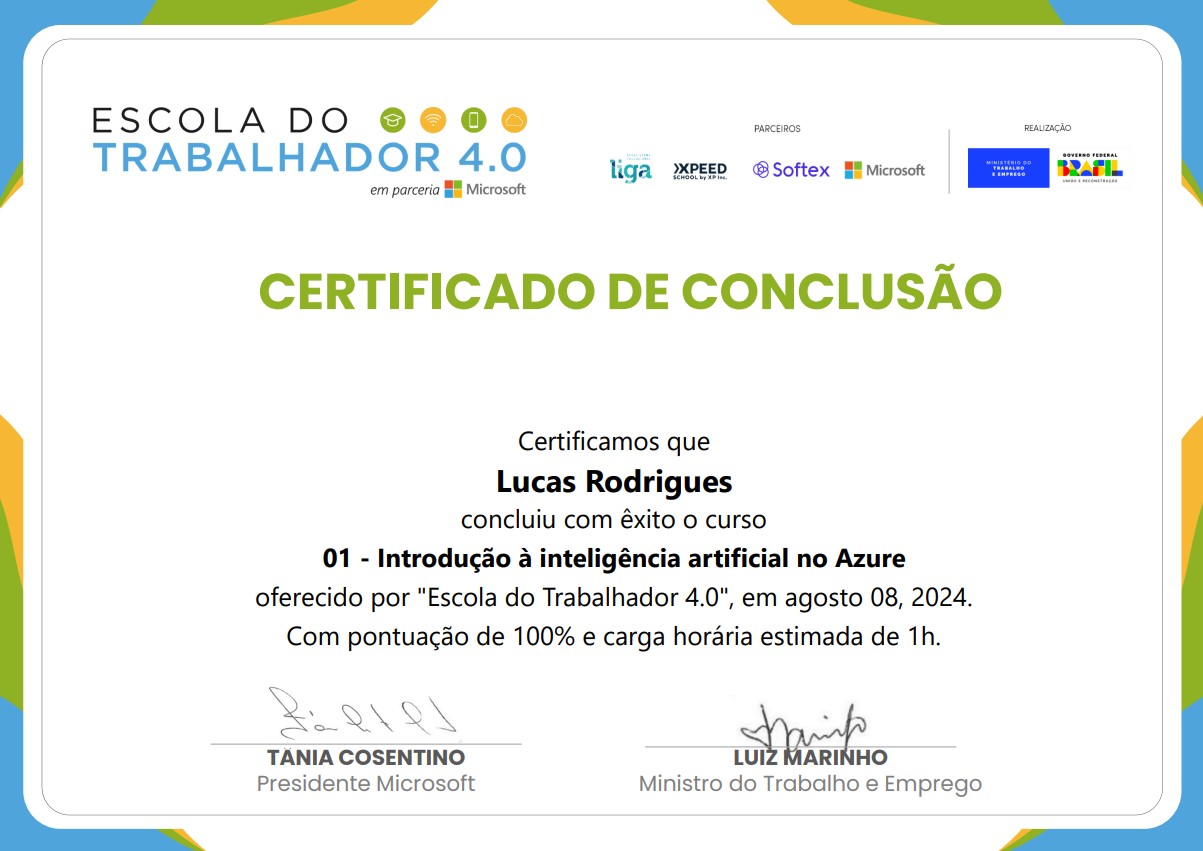 ESCOLA DO
TRABALHADOR 4.0
em parceria Microsoft
PARCEIROS
liga
XPEED
SCHOOL by XP Inc.
Softex
Microsoft
REALIZAÇÃO
MINISTÉRIO DO
TRABALHO
E EMPREGO
GOVERNO FEDERAL
BRASIL
UNIÃO E RECONSTRUÇÃO
CERTIFICADO DE CONCLUSÃO
Certificamos que
Lucas Rodrigues
concluiu com êxito o curso
01 - Introdução à inteligência artificial no Azure
oferecido por "Escola do Trabalhador 4.0", em agosto 08, 2024.
Com pontuação de 100% e carga horária estimada de 1h.
TÂNIA COSENTINO
Presidente Microsoft
LUIZ MARINHO
Ministro do Trabalho e Emprego